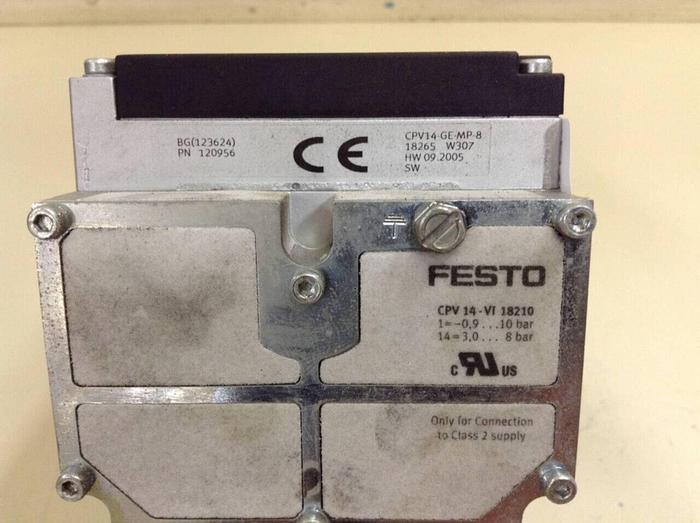 BG(123624)
PN 120956
CE
CPV14-GE-MP-8
18265 W307
HW 09.2005
SW
FESTO
CPV 14-VI 18210
1=-0,9...10 bar
14=3,0... 8 bar
c RU US
Only for Connection
to Class 2 supply